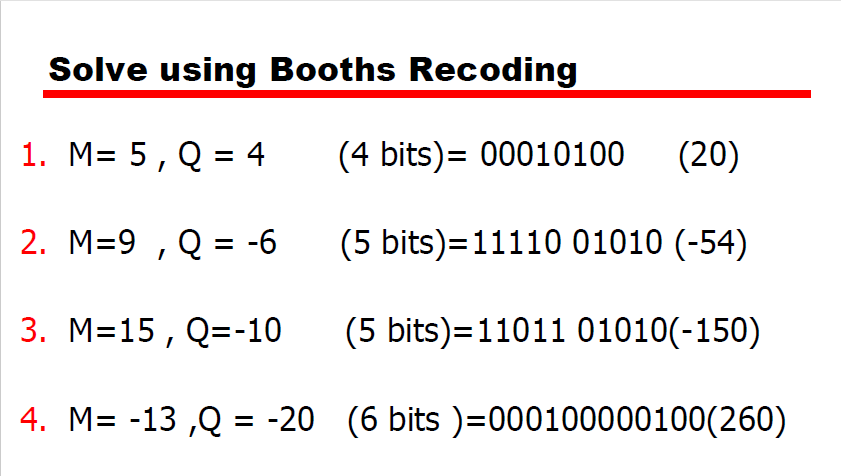 Solve using Booths Recoding
1. M= 5 , Q = 4 (4 bits)= 00010100 (20)
2. M=9 , Q = -6 (5 bits)=11110 01010 (-54)
3. M=15 , Q=-10 (5 bits)=11011 01010(-150)
4. M= -13 ,Q = -20 (6 bits )=000100000100(260)